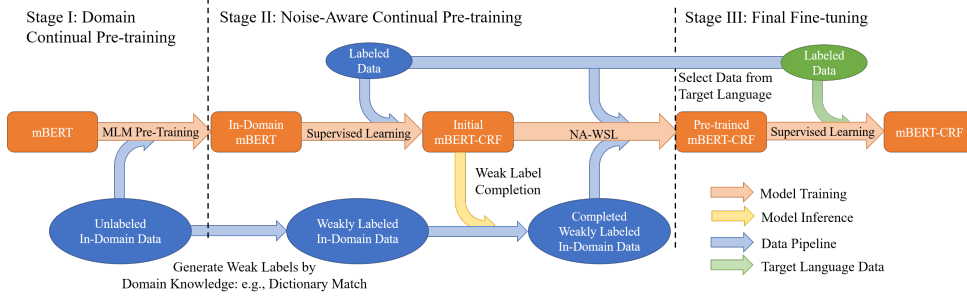 Stage I: Domain
Continual Pre-training
Stage II: Noise-Aware Continual Pre-training
Stage III: Final Fine-tuning
Labeled
Data
Labeled
Data
Select Data from
Target Language
mBERT
MLM Pre-Training
In-Domain
mBERT
Supervised Learning
Initial
mBERT-CRF
NA-WSL
Pre-trained
mBERT-CRF
Supervised Learning
mBERT-CRF
Weak Label
Completion
Unlabeled
In-Domain Data
Weakly Labeled
In-Domain Data
Completed
Weakly Labeled
In-Domain Data
Generate Weak Labels by
Domain Knowledge: e.g., Dictionary Match
Model Training
Model Inference
Data Pipeline
Target Language Data